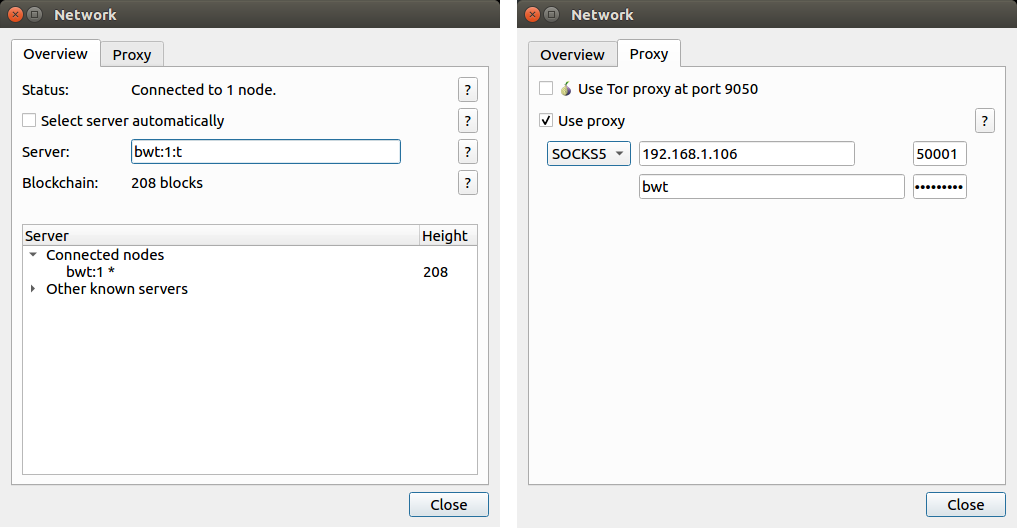 Network
Overview Proxy
Status: Connected to 1 node. ?
Select server automatically ?
Server: bwt:1:t ?
Blockchain: 208 blocks ?
Server Height
Connected nodes
bwt:1 * 208
Other known servers
Close
Network
Overview Proxy
Use Tor proxy at port 9050
Use proxy ?
SOCKS5 192.168.1.106 50001
bwt •••••••••
Close